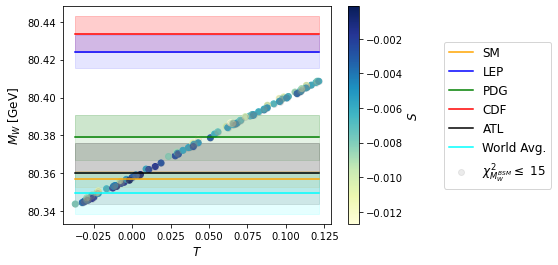 80.44
80.42
80.40
80.38
80.36
80.34
M_W [GeV]
−0.025 0.000 0.025 0.050 0.075 0.100 0.125
T
−0.002
−0.004
−0.006
−0.008
−0.010
−0.012
S
SM
LEP
PDG
CDF
ATL
World Avg.
χ²_{M_W^{BSM}} ≤ 15